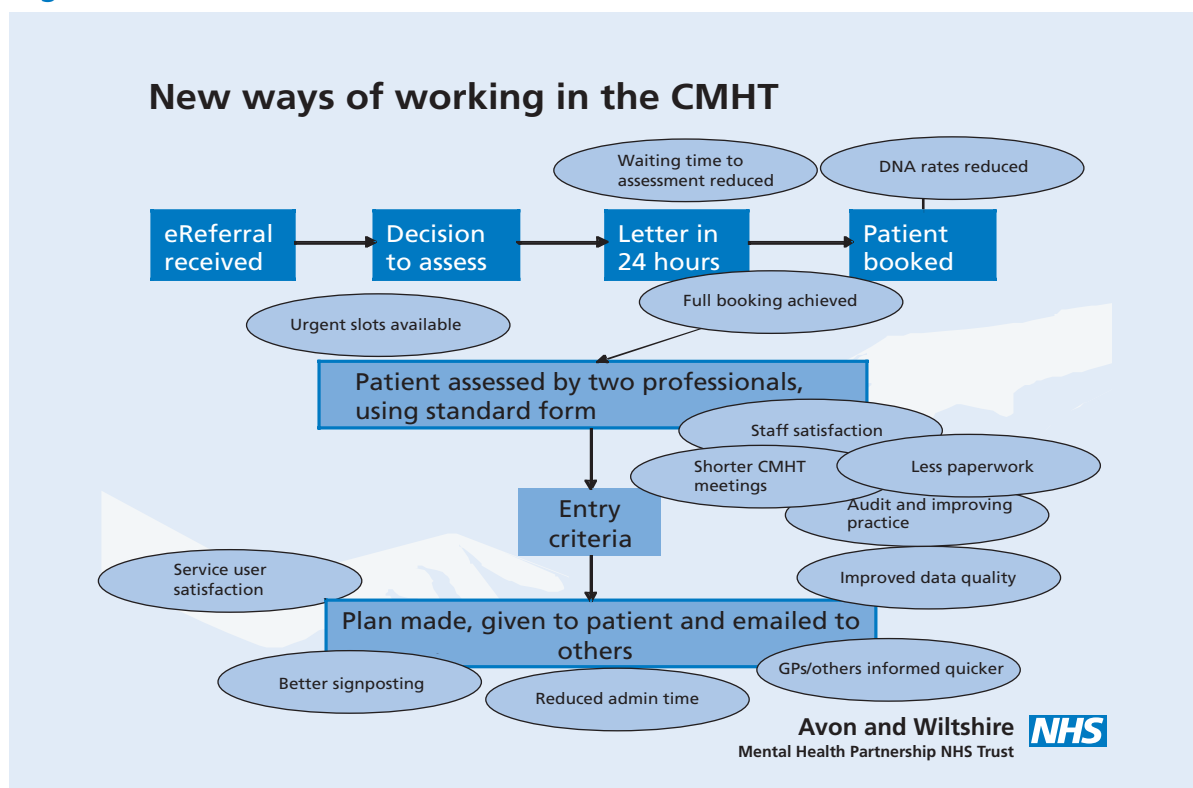 New ways of working in the CMHT
Waiting time to
assessment reduced
DNA rates reduced
eReferral
received
Decision
to assess
Letter in
24 hours
Patient
booked
Full booking achieved
Urgent slots available
Patient assessed by two professionals,
using standard form
Staff satisfaction
Shorter CMHT
meetings
Less paperwork
Audit and improving
practice
Entry
criteria
Service user
satisfaction
Improved data quality
Plan made, given to patient and emailed to
others
GPs/others informed quicker
Better signposting
Reduced admin time
Avon and Wiltshire NHS
Mental Health Partnership NHS Trust